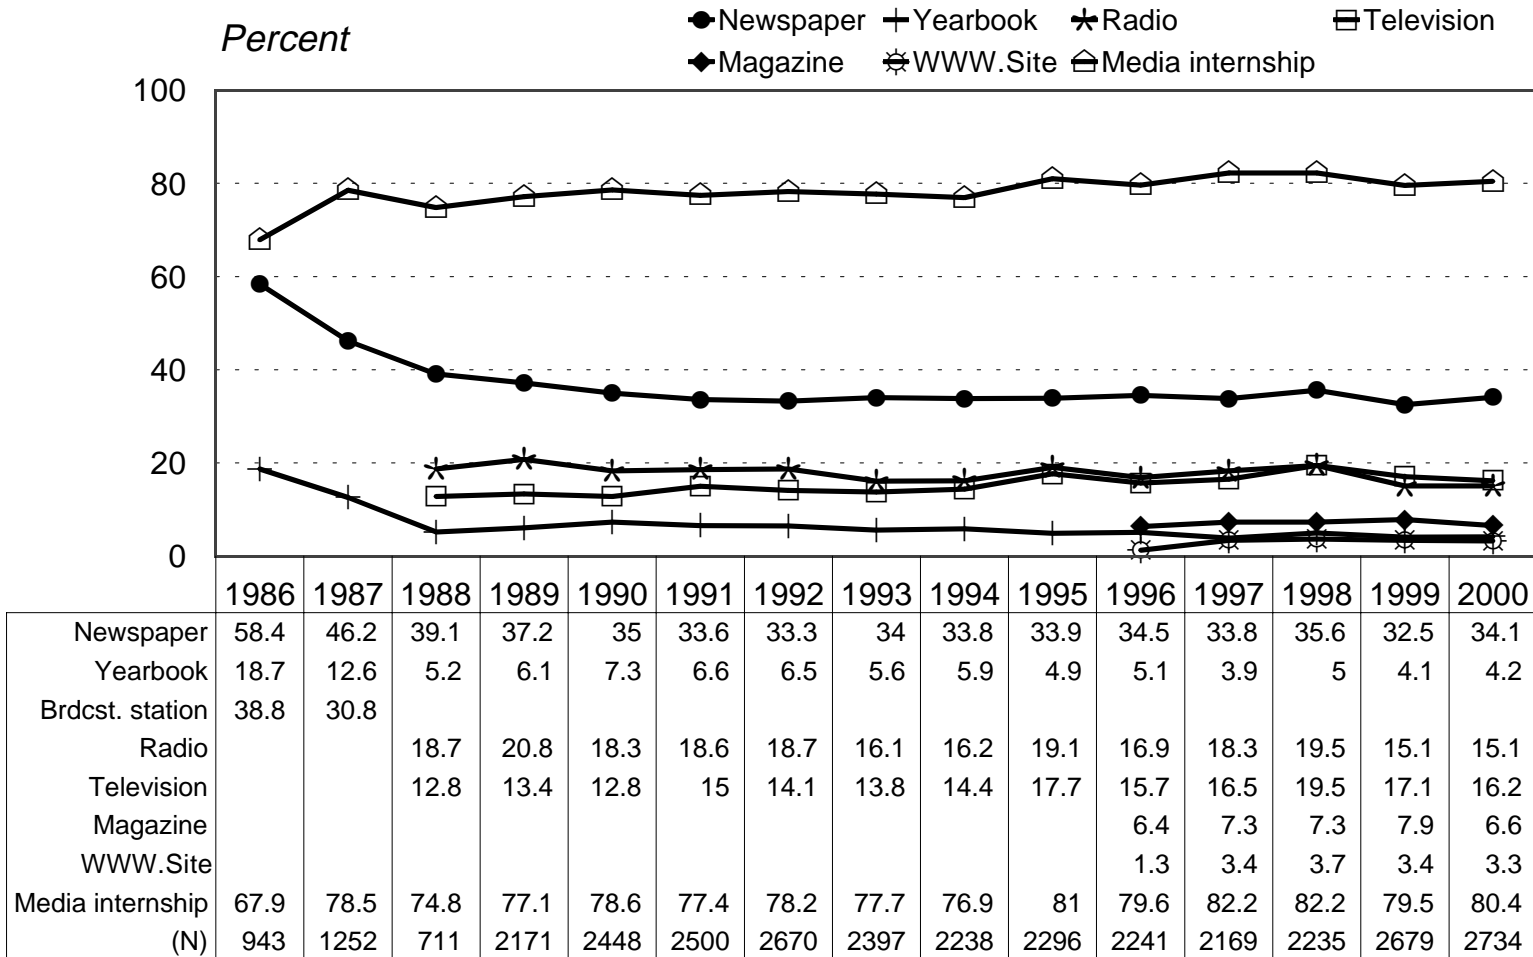 Percent
Newspaper Yearbook Radio Television
Magazine WWW.Site Media internship
100
80
60
40
20
0
1986 1987 1988 1989 1990 1991 1992 1993 1994 1995 1996 1997 1998 1999 2000
Newspaper 58.4 46.2 39.1 37.2 35 33.6 33.3 34 33.8 33.9 34.5 33.8 35.6 32.5 34.1
Yearbook 18.7 12.6 5.2 6.1 7.3 6.6 6.5 5.6 5.9 4.9 5.1 3.9 5 4.1 4.2
Brdcst. station 38.8 30.8
Radio 18.7 20.8 18.3 18.6 18.7 16.1 16.2 19.1 16.9 18.3 19.5 15.1 15.1
Television 12.8 13.4 12.8 15 14.1 13.8 14.4 17.7 15.7 16.5 19.5 17.1 16.2
Magazine 6.4 7.3 7.3 7.9 6.6
WWW.Site 1.3 3.4 3.7 3.4 3.3
Media internship 67.9 78.5 74.8 77.1 78.6 77.4 78.2 77.7 76.9 81 79.6 82.2 82.2 79.5 80.4
(N) 943 1252 711 2171 2448 2500 2670 2397 2238 2296 2241 2169 2235 2679 2734